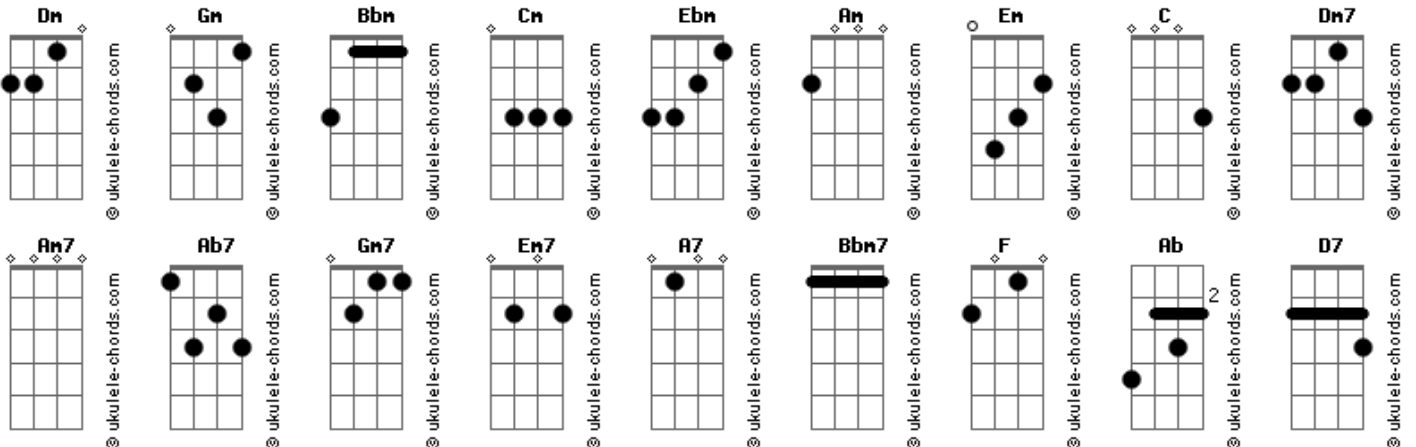 Dm Gm Bbm Cm Ebm Am Em C Dm7
© ukulele-chords.com © ukulele-chords.com © ukulele-chords.com © ukulele-chords.com © ukulele-chords.com © ukulele-chords.com © ukulele-chords.com © ukulele-chords.com © ukulele-chords.com
Am7 Ab7 Gm7 Em7 A7 Bbm7 F Ab D7
2
© ukulele-chords.com © ukulele-chords.com © ukulele-chords.com © ukulele-chords.com © ukulele-chords.com © ukulele-chords.com © ukulele-chords.com © ukulele-chords.com © ukulele-chords.com